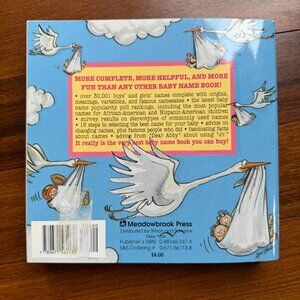 MORE COMPLETE, MORE HELPFUL, AND MORE
FUN THAN ANY OTHER BABY NAME BOOK!
• over 30,001 boys' and girls' names complete with origins,
meanings, variations, and famous namesakes • the latest baby
name popularity poll rankings, including the most popular
names for African-American and Hispanic-American children
• survey results on stereotypes of commonly used names
• 15 steps to selecting the best name for your baby • advice on
changing names, plus famous people who did • fascinating facts
about names • advice from "Dear Abby" about using "Jr."
It really is the very best baby name book you can buy!
Meadowbrook Press
Distributed by Simon and Schuster
New York
Publisher's ISBN: 0-88166-247-X
S&S Ordering # : 0-671-56113-8
$8.00